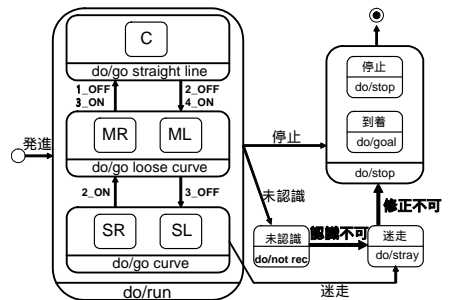 C
do/go straight line
1_OFF
3_ON
2_OFF
4_ON
MR
ML
do/go loose curve
2_ON
3_OFF
SR
SL
do/go curve
do/run
発進
停止
未認識
迷走
停止
do/stop
到着
do/goal
do/stop
修正不可
未認識
do/not rec
認識不可
迷走
do/stray